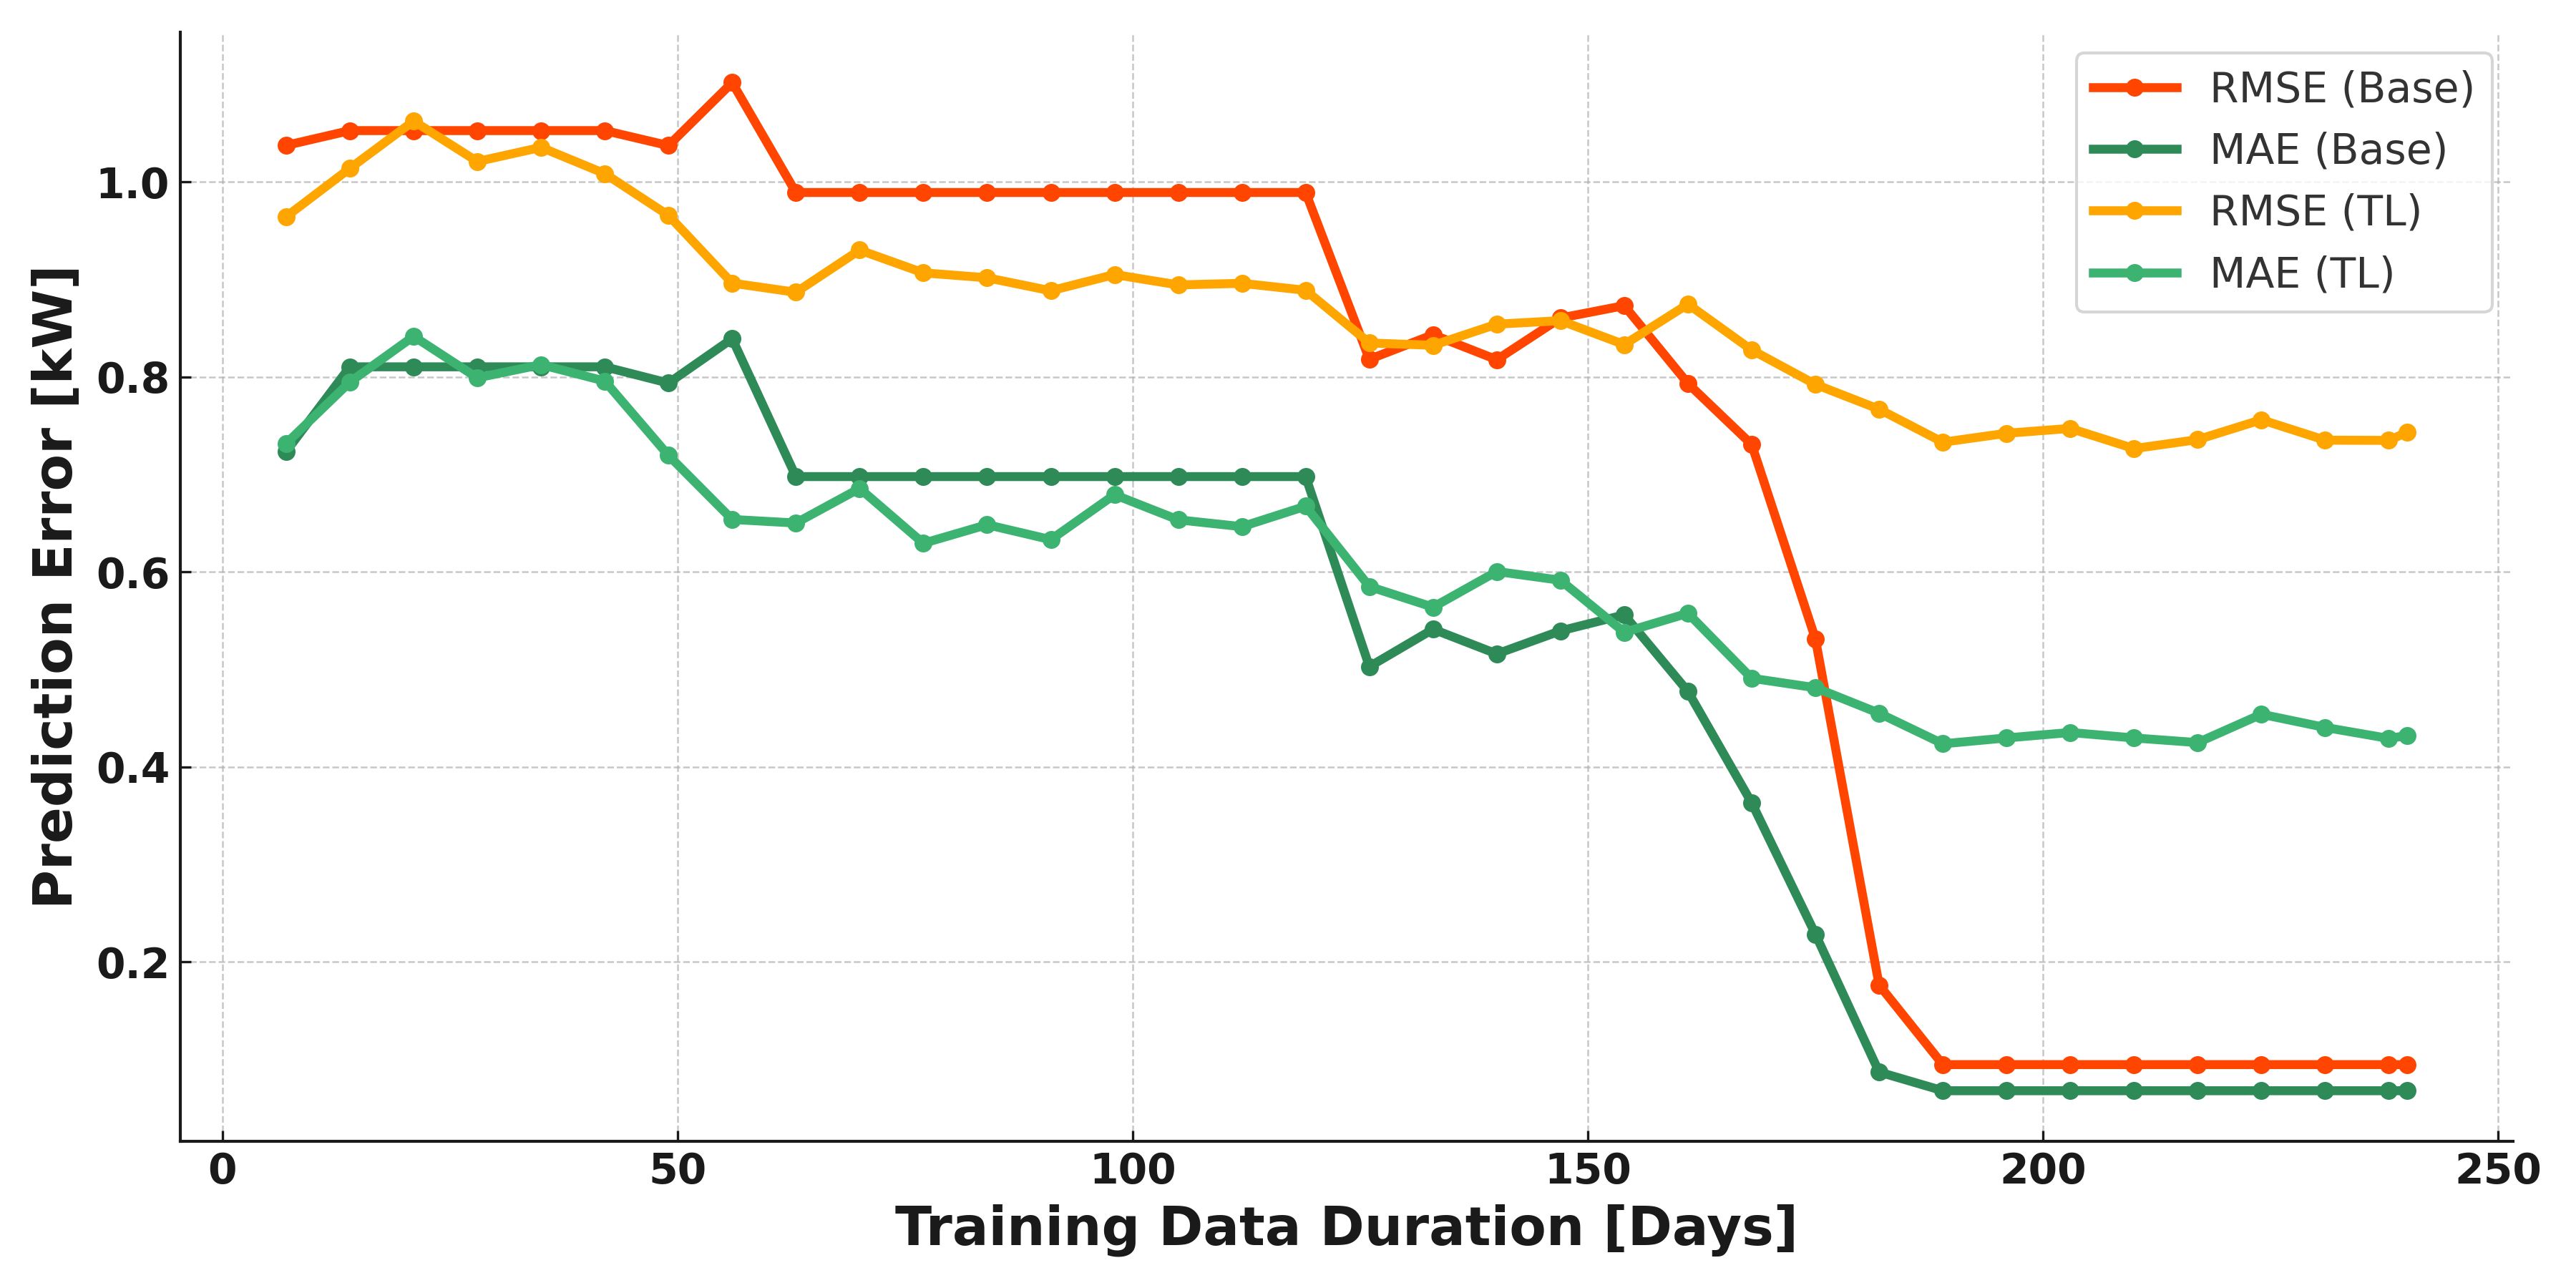 RMSE (Base)
MAE (Base)
RMSE (TL)
MAE (TL)
Prediction Error [kW]
1.0
0.8
0.6
0.4
0.2
0 50 100 150 200 250
Training Data Duration [Days]